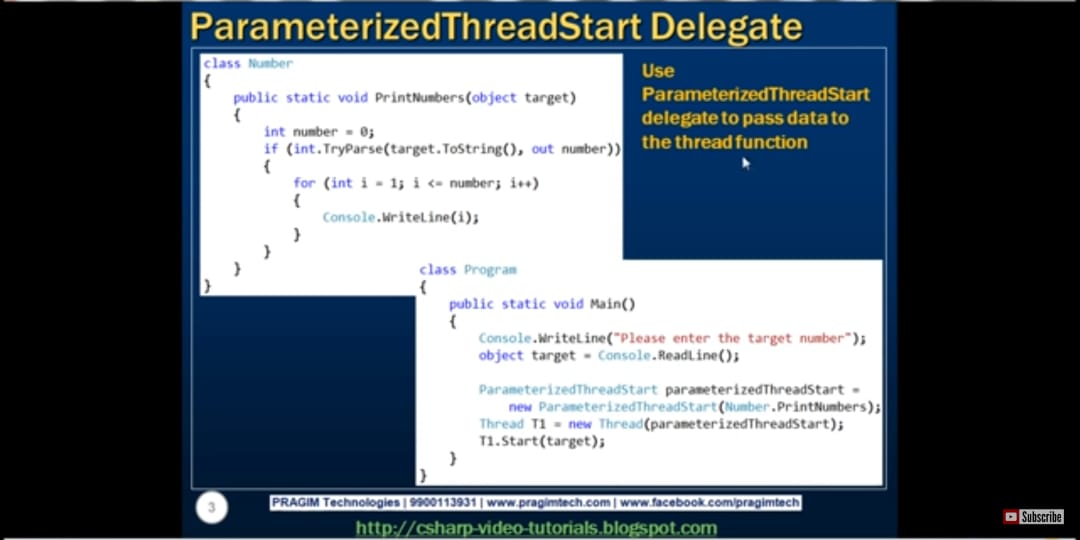 ParameterizedThreadStart Delegate
class Number
{
public static void PrintNumbers(object target)
{
int number = 0;
if (int.TryParse(target.ToString(), out number))
{
for (int i = 1; i <= number; i++)
{
Console.WriteLine(i);
}
}
}
}
Use
ParameterizedThreadStart
delegate to pass data to
the thread function
class Program
{
public static void Main()
{
Console.WriteLine("Please enter the target number");
object target = Console.ReadLine();
ParameterizedThreadStart parameterizedThreadStart =
new ParameterizedThreadStart(Number.PrintNumbers);
Thread T1 = new Thread(parameterizedThreadStart);
T1.Start(target);
}
}
3
PRAGIM Technologies | 9900113931 | www.pragimtech.com | www.facebook.com/pragimtech
http://csharp-video-tutorials.blogspot.com
Subscribe